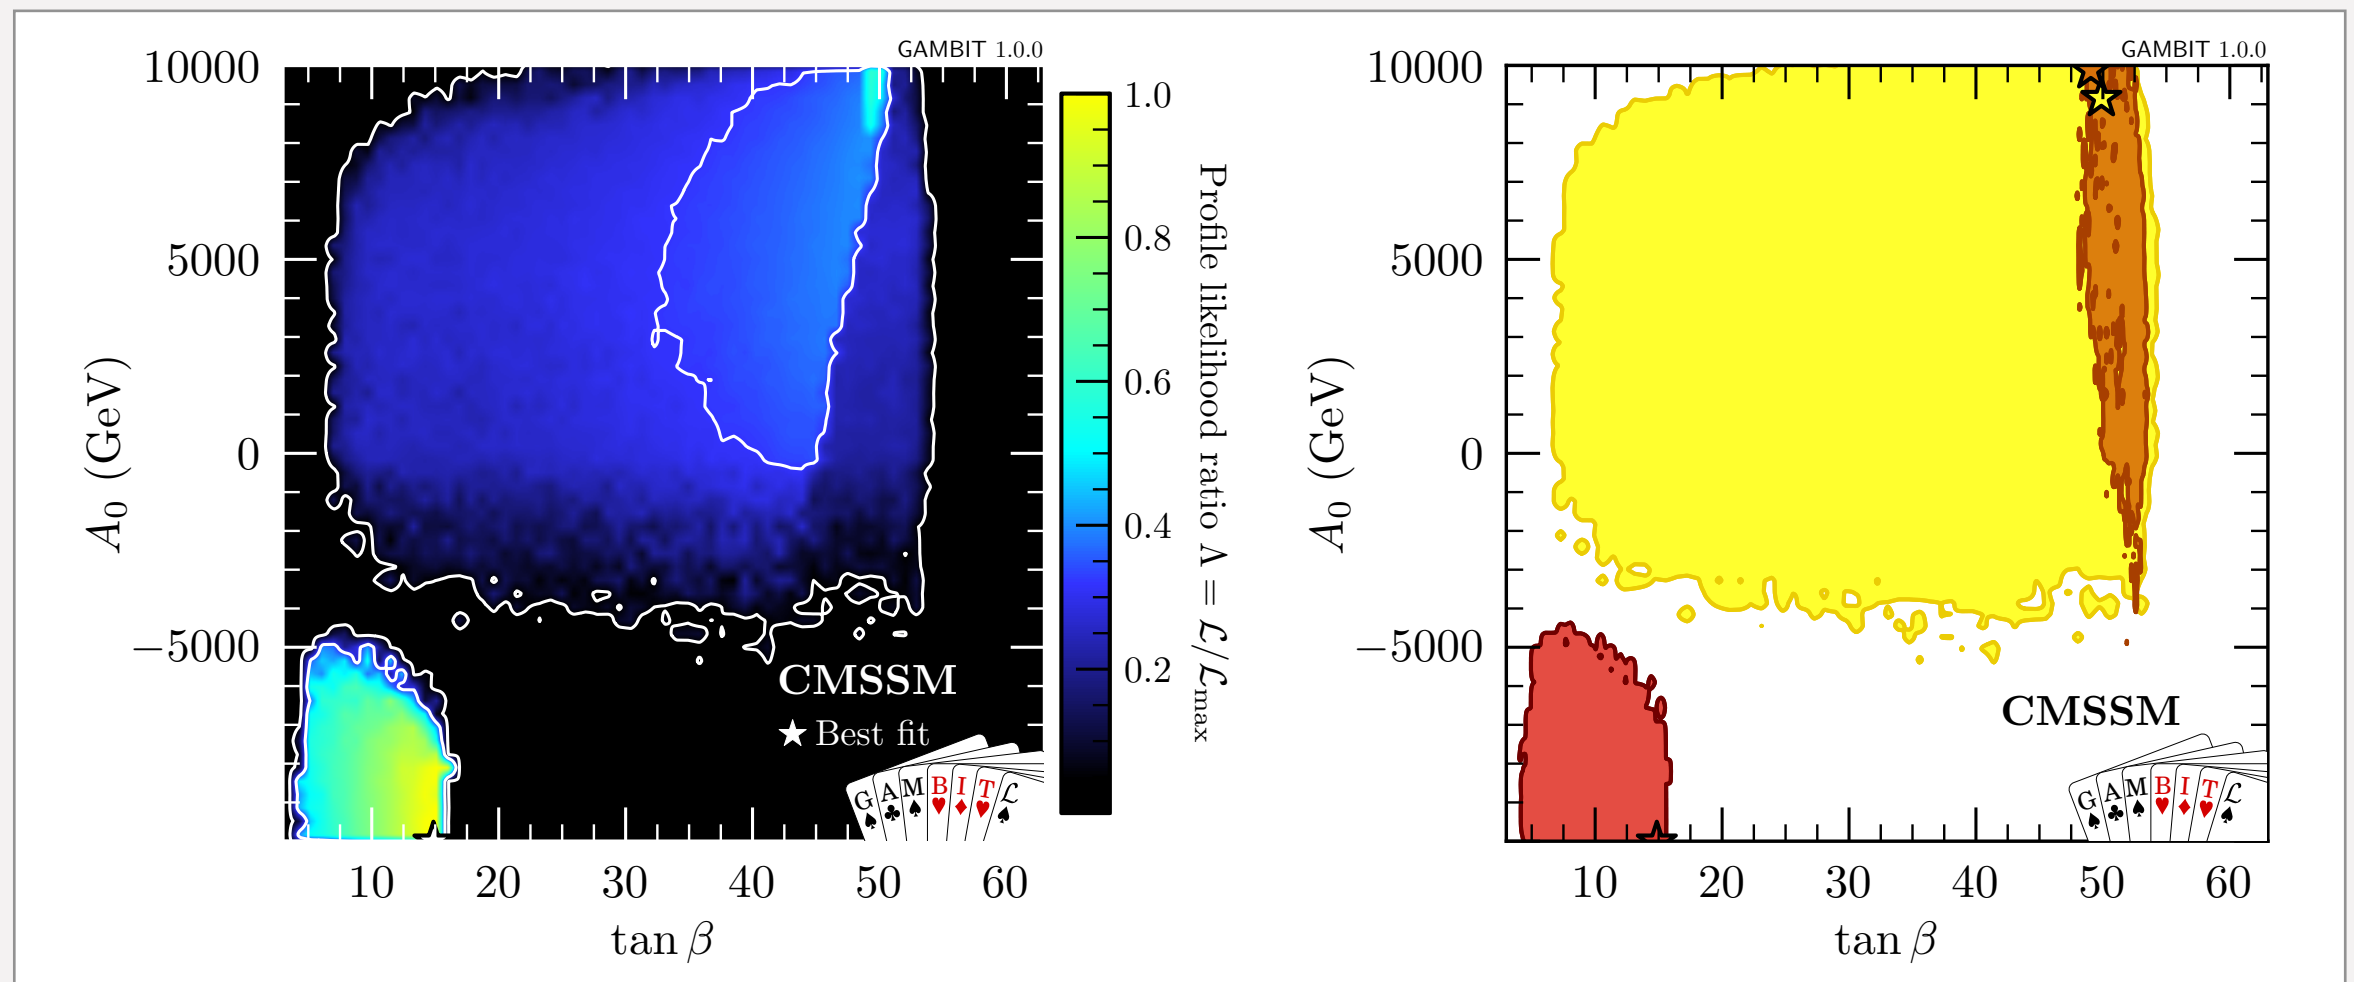 GAMBIT 1.0.0
10000
5000
0
−5000
A₀ (GeV)
10 20 30 40 50 60
tan β
CMSSM
★ Best fit
G A M B I T ℒ
1.0
0.8
0.6
0.4
0.2
Profile likelihood ratio Λ = ℒ/ℒmax
GAMBIT 1.0.0
10000
5000
0
−5000
A₀ (GeV)
10 20 30 40 50 60
tan β
CMSSM
G A M B I T ℒ